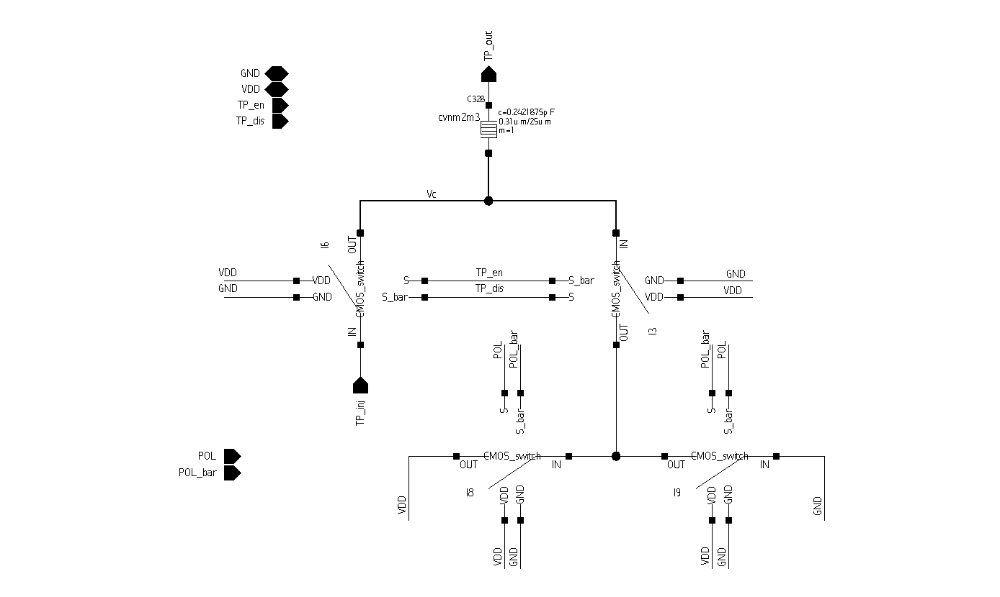 TP_out
GND
VDD
TP_en
TP_dis
C328
cvnm2m3
c=0.2421875p F
0.31u m/25u m
m=1
Vc
I6
OUT
IN
VDD
VDD
TP_en
S
S_bar
GND
GND
GND
GND
TP_dis
S_bar
S
VDD
VDD
CMOS_switch
CMOS_switch
IN
OUT
I3
POL
POL_bar
POL_bar
POL
TP_inj
S
S_bar
S
S_bar
POL
POL_bar
CMOS_switch
OUT
IN
CMOS_switch
OUT
IN
I8
I9
VDD
VDD
GND
VDD
GND
GND
VDD
GND
VDD
GND